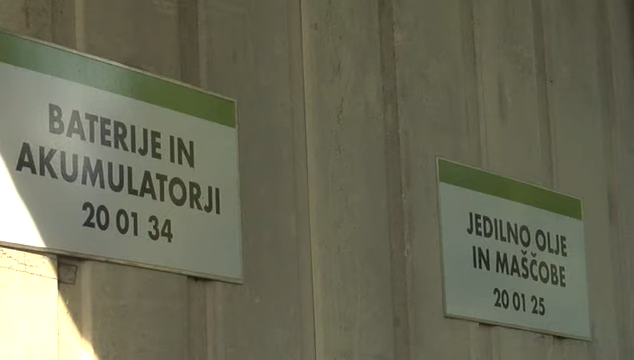 BATERIJE IN
AKUMULATORJI
20 01 34
JEDILNO OLJE
IN MAŠČOBE
20 01 25